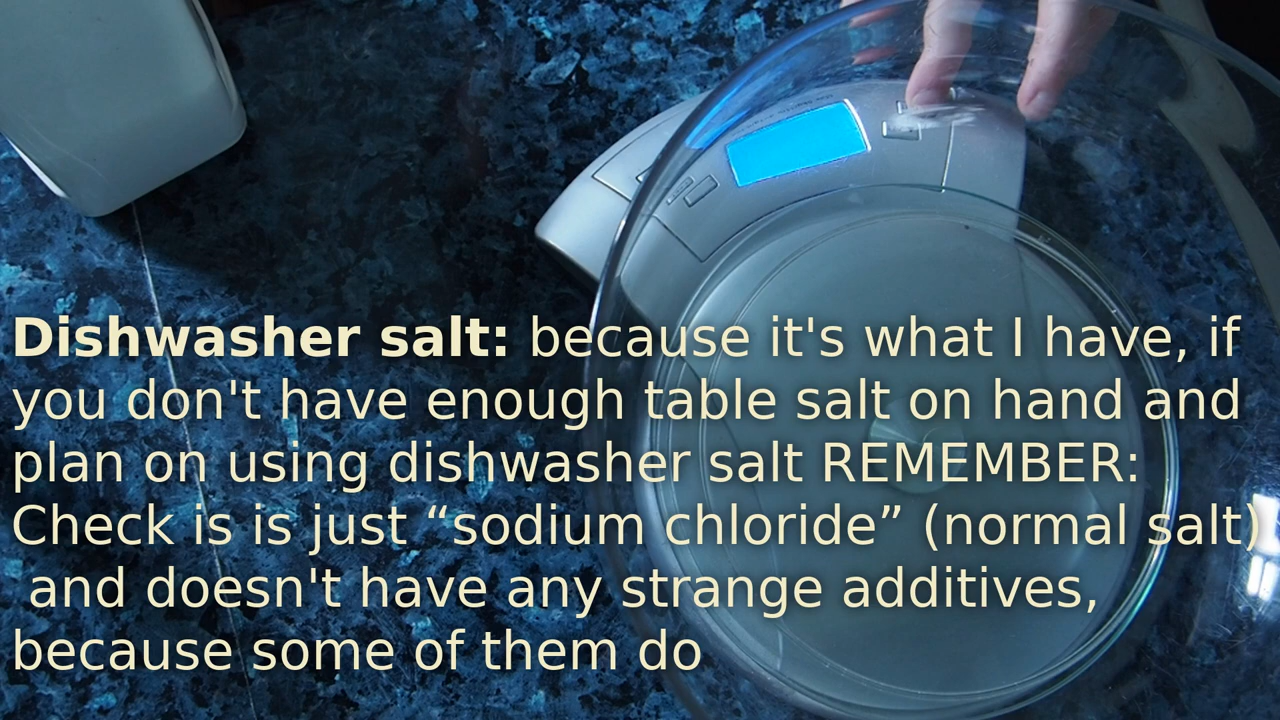 Dishwasher salt: because it's what I have, if
you don't have enough table salt on hand and
plan on using dishwasher salt REMEMBER:
Check is is just “sodium chloride” (normal salt)
and doesn't have any strange additives,
because some of them do